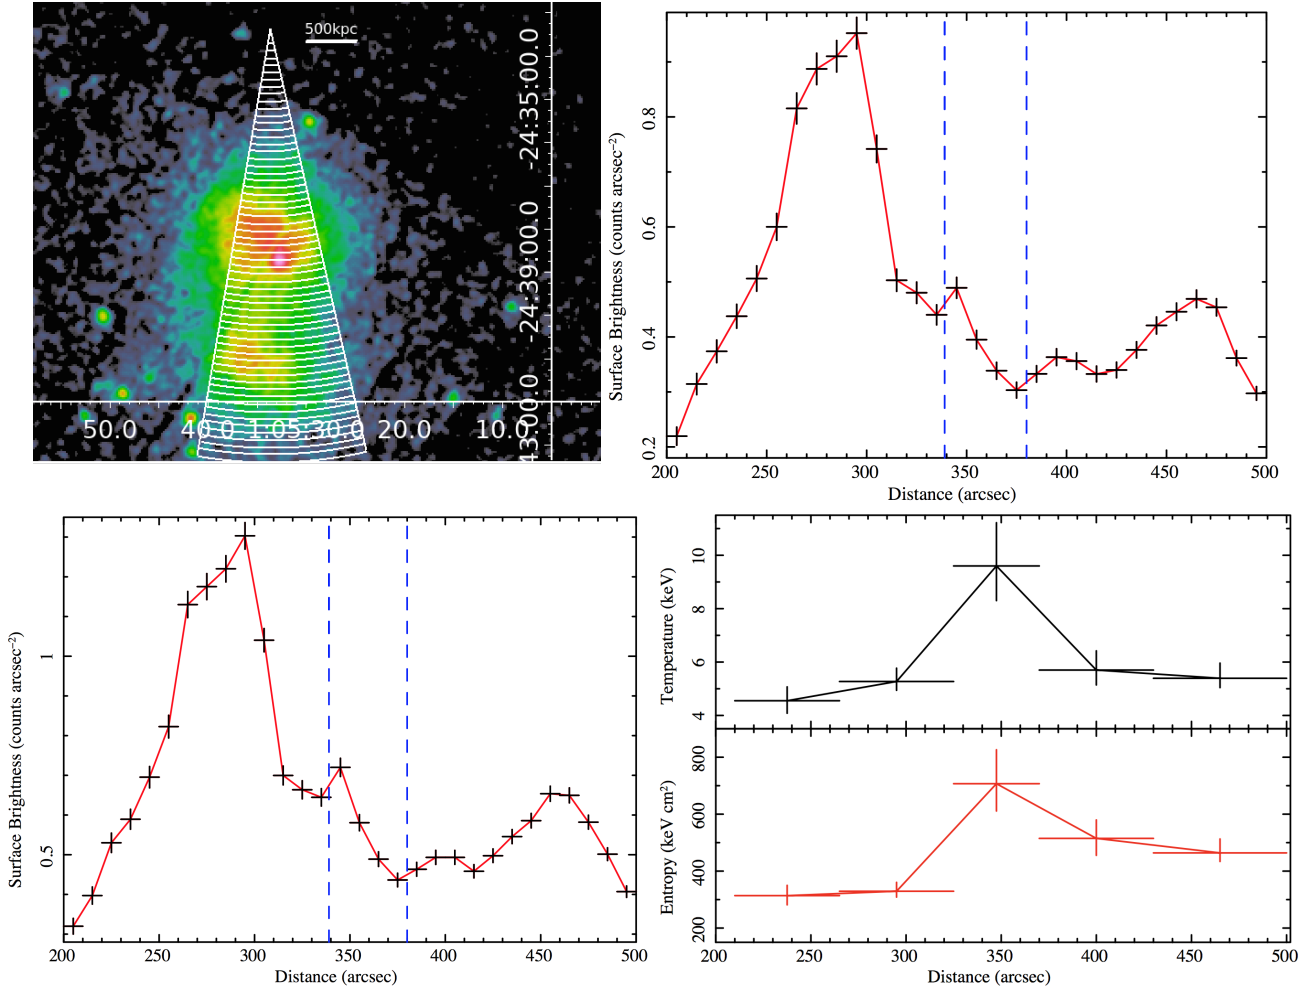 500kpc
-24:35:00.0
-24:39:00.0
43:00.0
50.0 40.0 1:05:30.0 20.0 10.0
Surface Brightness (counts arcsec⁻²)
0.2 0.4 0.6 0.8
200 250 300 350 400 450 500
Distance (arcsec)
Surface Brightness (counts arcsec⁻²)
0.5 1
200 250 300 350 400 450 500
Distance (arcsec)
Temperature (keV)
4 6 8 10
Entropy (keV cm²)
200 400 600 800
200 250 300 350 400 450 500
Distance (arcsec)